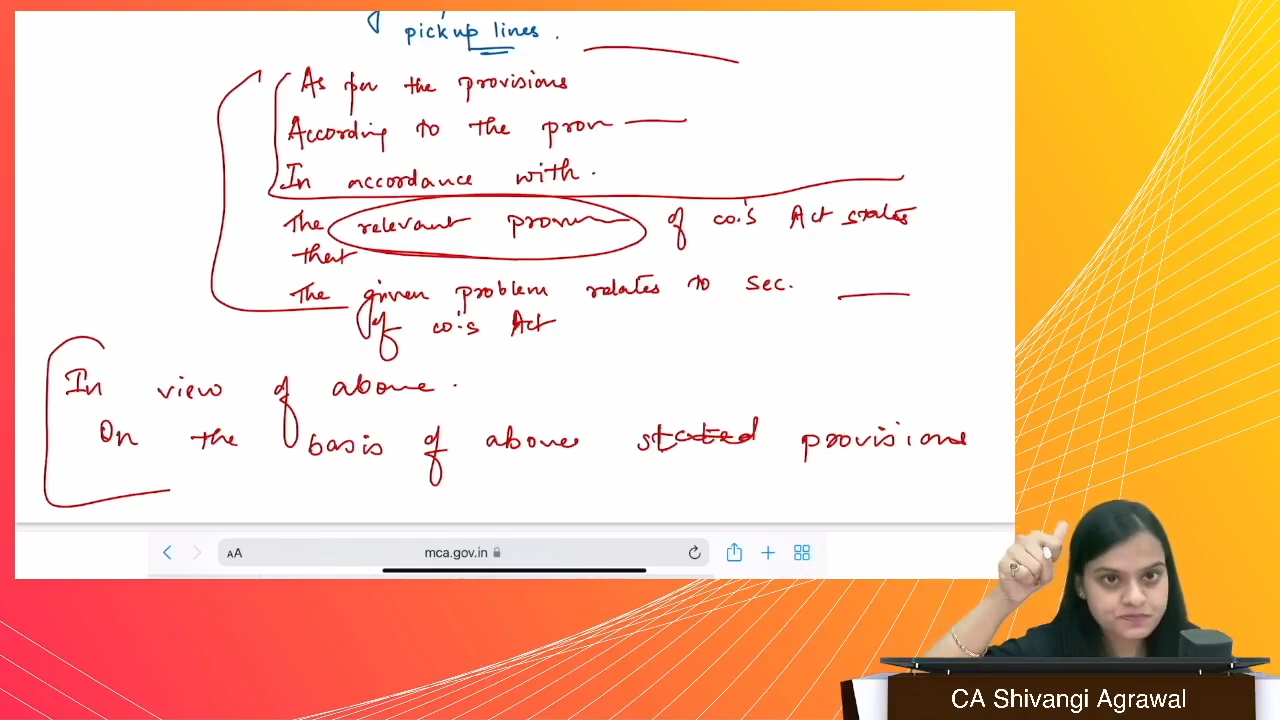 pickup lines.
As per the provisions
According to the provn
In accordance with.
The relevant provn of co.'s Act states
that
The given problem relates to sec.
of co.'s Act
In view of above.
On the basis of above stated provisions
AA mca.gov.in
CA Shivangi Agrawal